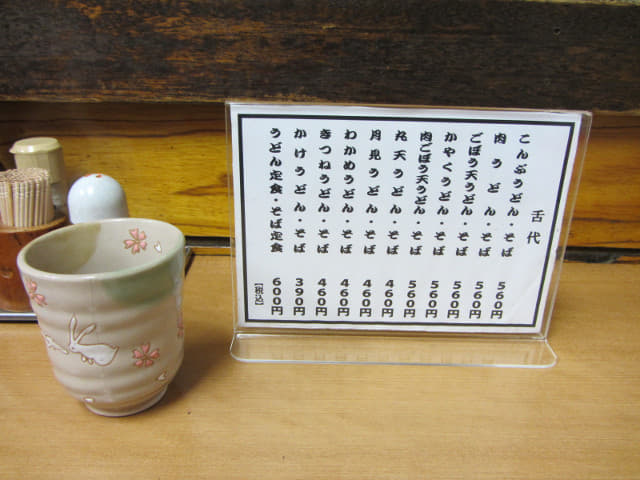 舌代
こんぶうどん・そば 560円
肉うどん・そば 560円
ごぼう天うどん・そば 560円
かやくうどん・そば 560円
肉ごぼう天うどん・そば 560円
丸天うどん・そば 460円
月見うどん・そば 460円
わかめうどん・そば 460円
きつねうどん・そば 460円
かけうどん・そば 390円
うどん定食・そば定食 600円
【税込】